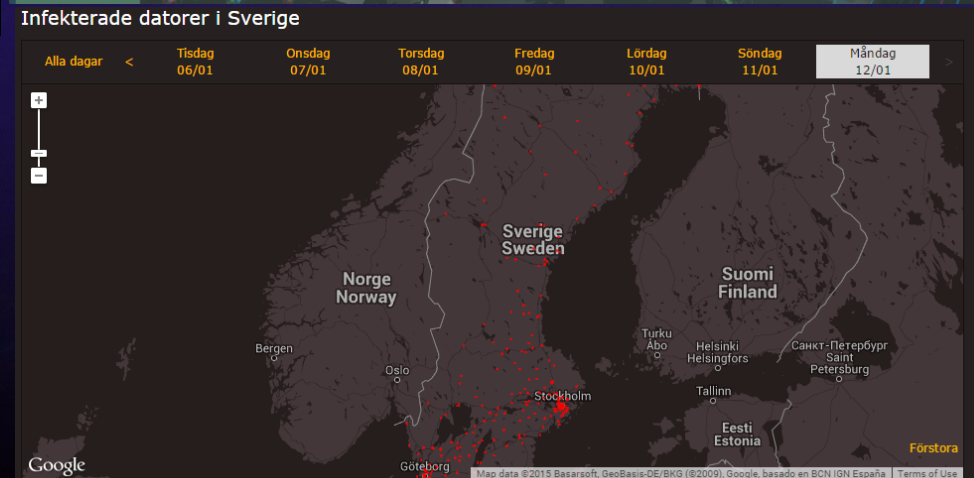 Infekterade datorer i Sverige
Alla dagar
<
Tisdag
06/01
Onsdag
07/01
Torsdag
08/01
Fredag
09/01
Lördag
10/01
Söndag
11/01
Måndag
12/01
>
+
Sverige
Sweden
Norge
Norway
Suomi
Finland
Turku
Åbo
Helsinki
Helsingfors
Санкт-Петербург
Saint
Petersburg
Bergen
Oslo
Stockholm
Tallinn
Eesti
Estonia
Förstora
Göteborg
Google
Map data ©2015 Basarsoft, GeoBasis-DE/BKG (©2009), Google, basado en BCN IGN España | Terms of Use